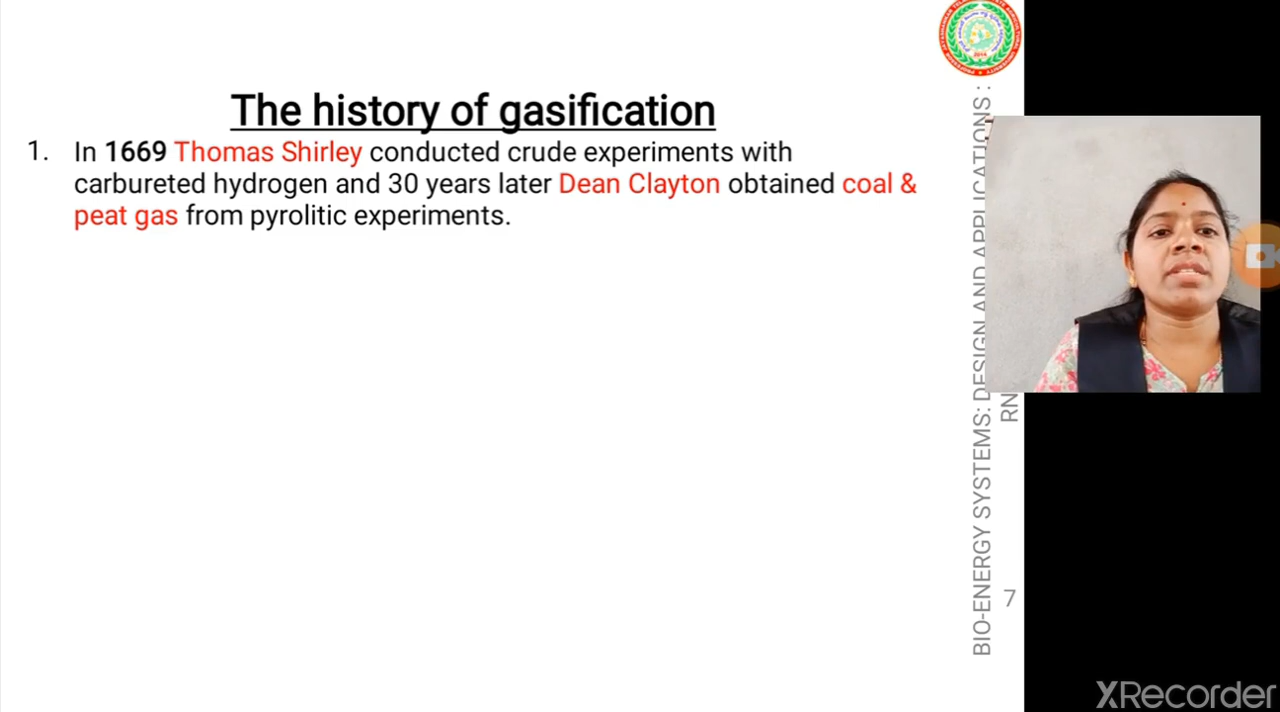 The history of gasification
1. In 1669 Thomas Shirley conducted crude experiments with
carbureted hydrogen and 30 years later Dean Clayton obtained coal &
peat gas from pyrolitic experiments.
BIO-ENERGY SYSTEMS: DESIGN AND APPLICATIONS :
RN
7
XRecorder